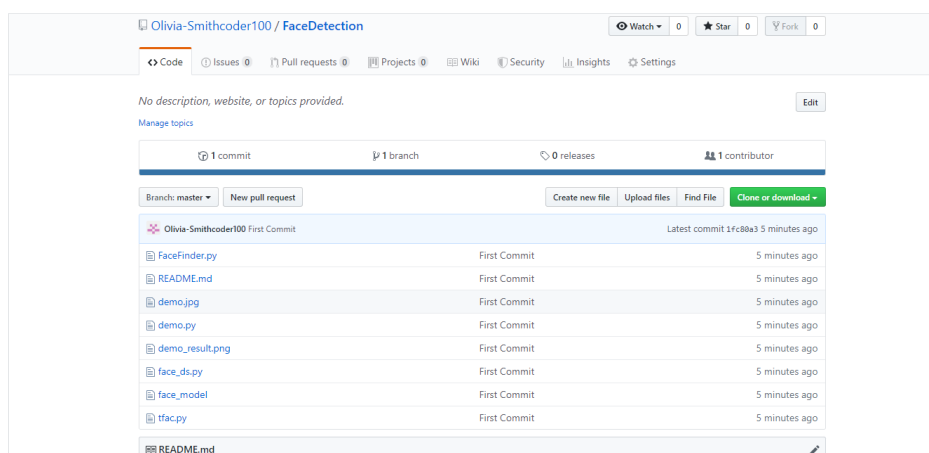 Olivia-Smithcoder100 / FaceDetection
Watch 0 Star 0 Fork 0
Code Issues 0 Pull requests 0 Projects 0 Wiki Security Insights Settings
No description, website, or topics provided. Edit
Manage topics
1 commit 1 branch 0 releases 1 contributor
Branch: master New pull request Create new file Upload files Find File Clone or download
Olivia-Smithcoder100 First Commit Latest commit 1fc80a3 5 minutes ago
FaceFinder.py First Commit 5 minutes ago
README.md First Commit 5 minutes ago
demo.jpg First Commit 5 minutes ago
demo.py First Commit 5 minutes ago
demo_result.png First Commit 5 minutes ago
face_ds.py First Commit 5 minutes ago
face_model First Commit 5 minutes ago
tfac.py First Commit 5 minutes ago
README.md